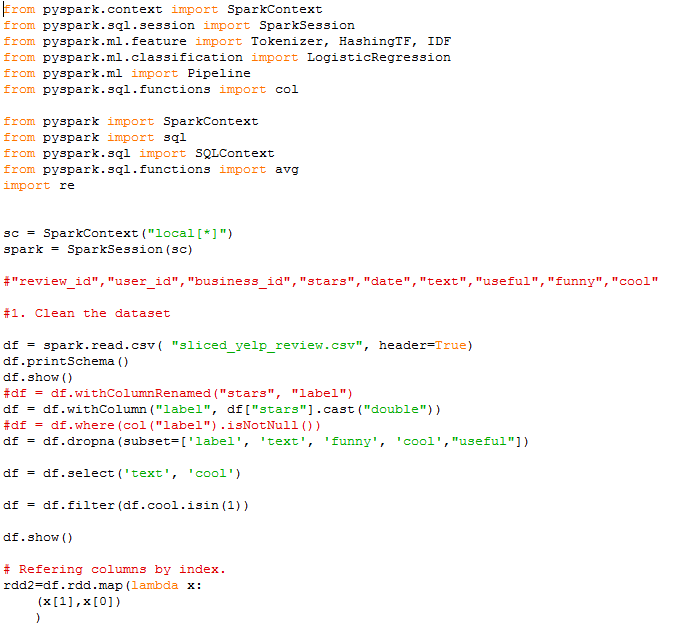 from pyspark.context import SparkContext
from pyspark.sql.session import SparkSession
from pyspark.ml.feature import Tokenizer, HashingTF, IDF
from pyspark.ml.classification import LogisticRegression
from pyspark.ml import Pipeline
from pyspark.sql.functions import col

from pyspark import SparkContext
from pyspark import sql
from pyspark.sql import SQLContext
from pyspark.sql.functions import avg
import re

sc = SparkContext("local[*]")
spark = SparkSession(sc)

#"review_id","user_id","business_id","stars","date","text","useful","funny","cool"

#1. Clean the dataset

df = spark.read.csv( "sliced_yelp_review.csv", header=True)
df.printSchema()
df.show()
#df = df.withColumnRenamed("stars", "label")
df = df.withColumn("label", df["stars"].cast("double"))
#df = df.where(col("label").isNotNull())
df = df.dropna(subset=['label', 'text', 'funny', 'cool',"useful"])

df = df.select('text', 'cool')

df = df.filter(df.cool.isin(1))

df.show()

# Refering columns by index.
rdd2=df.rdd.map(lambda x:
    (x[1],x[0])
    )